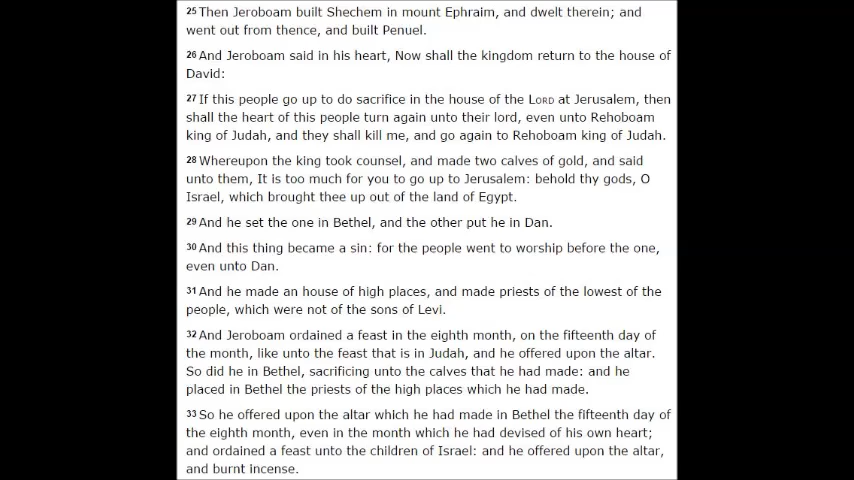 25 Then Jeroboam built Shechem in mount Ephraim, and dwelt therein; and
went out from thence, and built Penuel.
26 And Jeroboam said in his heart, Now shall the kingdom return to the house of
David:
27 If this people go up to do sacrifice in the house of the LORD at Jerusalem, then
shall the heart of this people turn again unto their lord, even unto Rehoboam
king of Judah, and they shall kill me, and go again to Rehoboam king of Judah.
28 Whereupon the king took counsel, and made two calves of gold, and said
unto them, It is too much for you to go up to Jerusalem: behold thy gods, O
Israel, which brought thee up out of the land of Egypt.
29 And he set the one in Bethel, and the other put he in Dan.
30 And this thing became a sin: for the people went to worship before the one,
even unto Dan.
31 And he made an house of high places, and made priests of the lowest of the
people, which were not of the sons of Levi.
32 And Jeroboam ordained a feast in the eighth month, on the fifteenth day of
the month, like unto the feast that is in Judah, and he offered upon the altar.
So did he in Bethel, sacrificing unto the calves that he had made: and he
placed in Bethel the priests of the high places which he had made.
33 So he offered upon the altar which he had made in Bethel the fifteenth day of
the eighth month, even in the month which he had devised of his own heart;
and ordained a feast unto the children of Israel: and he offered upon the altar,
and burnt incense.